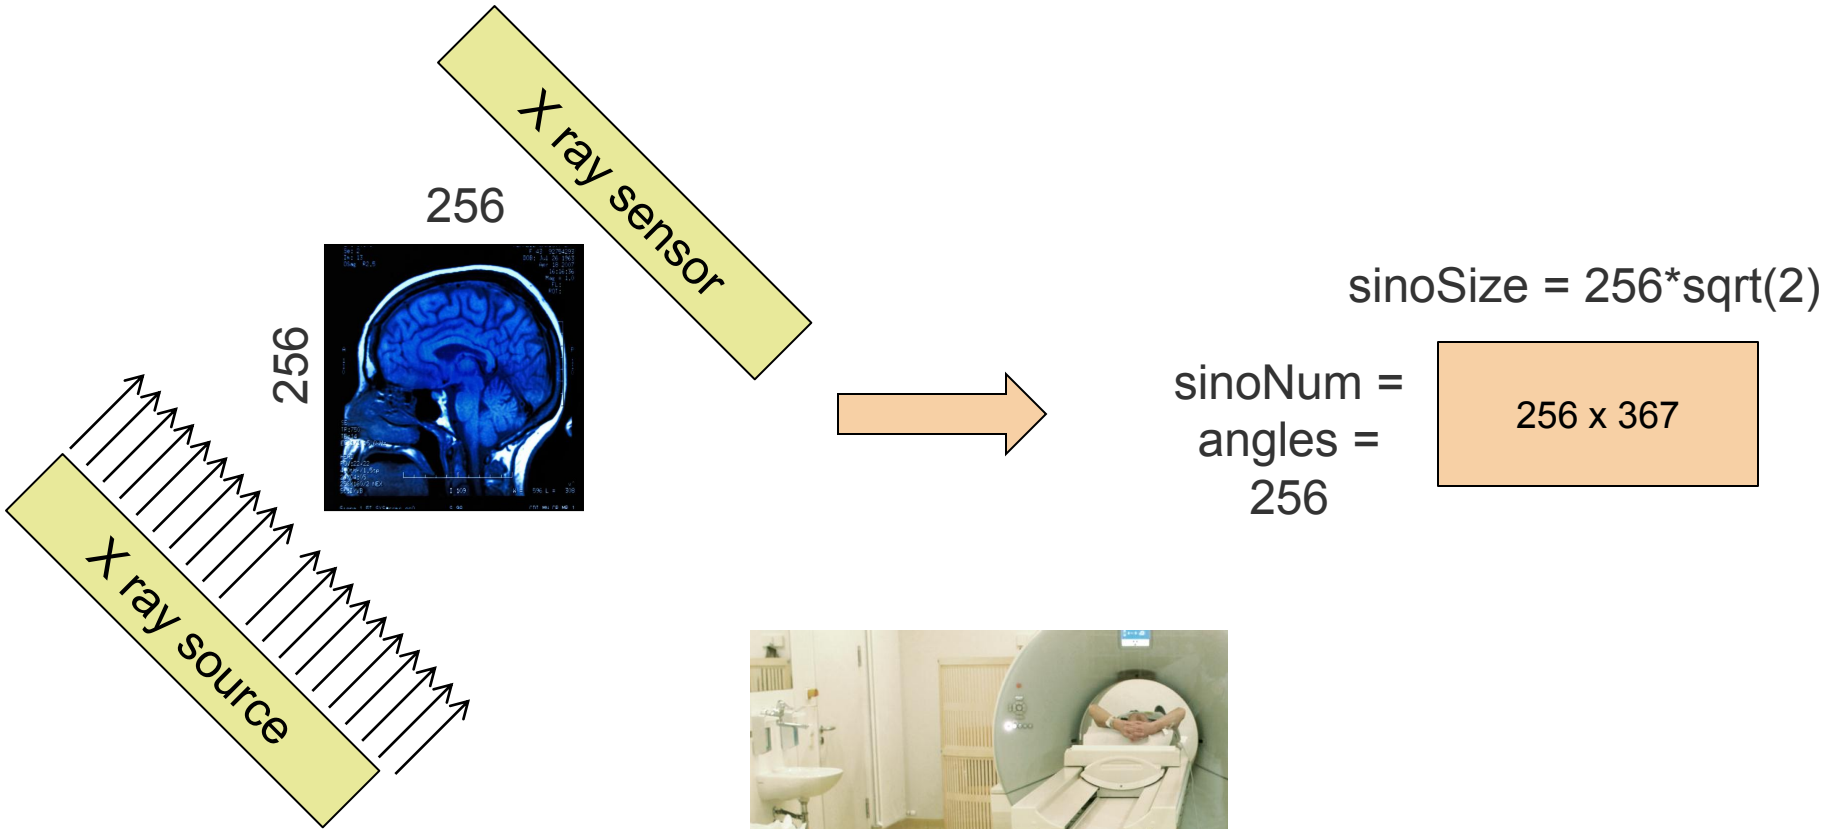 X ray sensor
256
256
X ray source
sinoSize = 256*sqrt(2)
sinoNum =
angles =
256
256 x 367